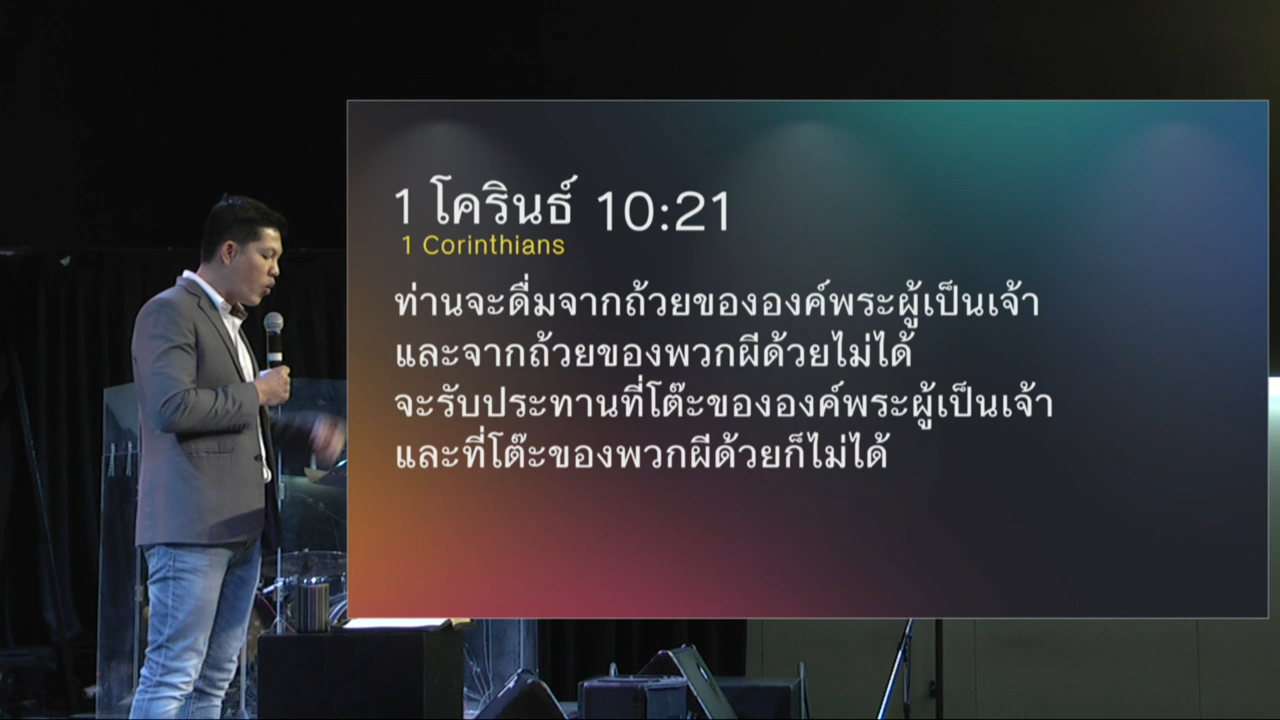 1 โครินธ์ 10:21
1 Corinthians
ท่านจะดื่มจากถ้วยขององค์พระผู้เป็นเจ้า
และจากถ้วยของพวกผีด้วยไม่ได้
จะรับประทานที่โต๊ะขององค์พระผู้เป็นเจ้า
และที่โต๊ะของพวกผีด้วยก็ไม่ได้